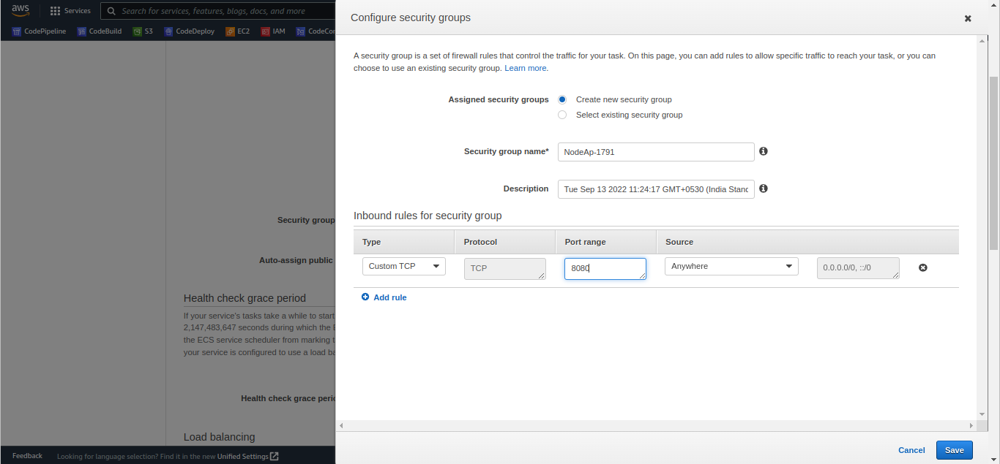 aws
Services
Search for services, features, blogs, docs, and more
CodePipeline
CodeBuild
S3
CodeDeploy
EC2
IAM
CodeCo
Configure security groups
A security group is a set of firewall rules that control the traffic for your task. On this page, you can add rules to allow specific traffic to reach your task, or you can
choose to use an existing security group. Learn more.
Assigned security groups
Create new security group
Select existing security group
Security group name*
NodeAp-1791
Description
Tue Sep 13 2022 11:24:17 GMT+0530 (India Stanc
Inbound rules for security group
Type
Protocol
Port range
Source
Custom TCP
TCP
8080
Anywhere
0.0.0.0/0, ::/0
Add rule
Security group
Auto-assign public
Health check grace period
If your service's tasks take a while to start
2,147,483,647 seconds during which the
the ECS service scheduler from marking
your service is configured to use a load ba
Health check grace peri
Load balancing
Feedback
Looking for language selection? Find it in the new Unified Settings
Cancel
Save